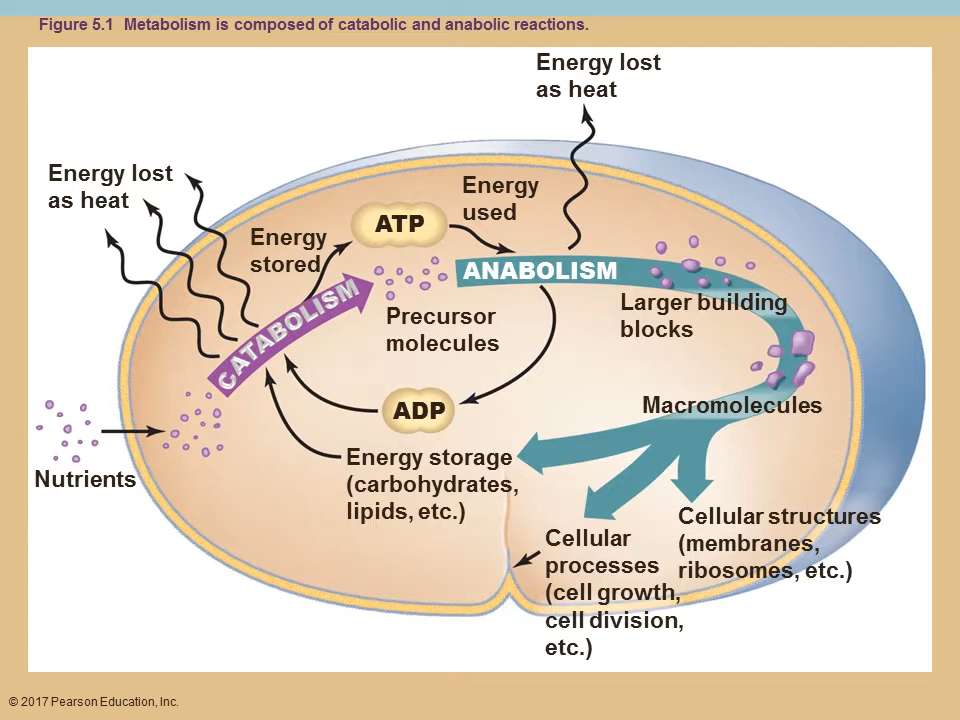 Figure 5.1 Metabolism is composed of catabolic and anabolic reactions.
Energy lost
as heat
Energy lost
as heat
Energy
used
ATP
Energy
stored
ANABOLISM
CATABOLISM
Larger building
blocks
Precursor
molecules
ADP
Macromolecules
Nutrients
Energy storage
(carbohydrates,
lipids, etc.)
Cellular
processes
(cell growth,
cell division,
etc.)
Cellular structures
(membranes,
ribosomes, etc.)
© 2017 Pearson Education, Inc.